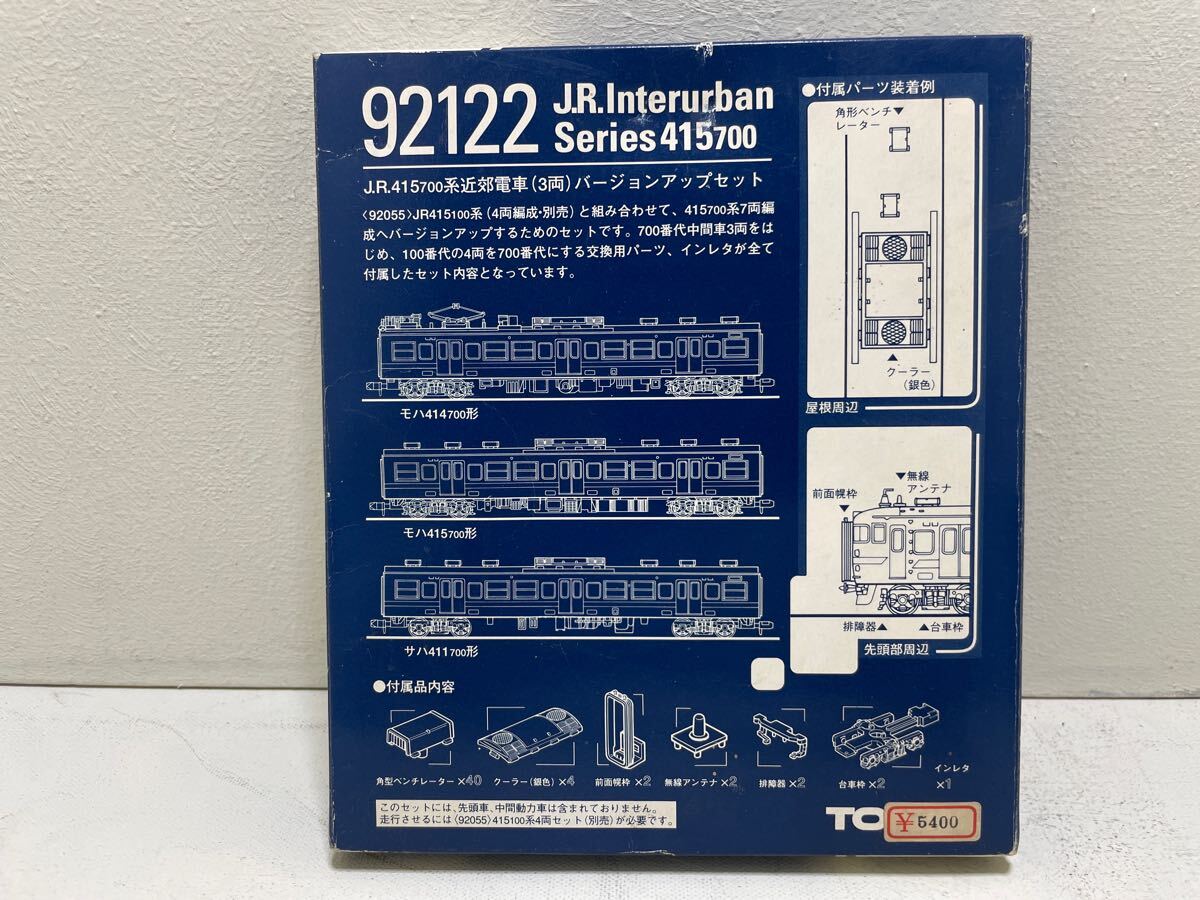 92122
J.R.Interurban
Series415700
J.R.415700系近郊電車(3両)バージョンアップセット
〈92055〉JR415100系(4両編成・別売)と組み合わせて、415700系7両編
成へバージョンアップするためのセットです。700番代中間車3両をは
じめ、100番代の4両を700番代にする交換用パーツ、インレタが全て
付属したセット内容となっています。
モハ414700形
モハ415700形
サハ411700形
●付属パーツ装着例
角形ベンチ▼
レーター
▲
クーラー
(銀色)
屋根周辺
▼無線
アンテナ
前面幌枠
▼
排障器▲
▲台車枠
先頭部周辺
●付属品内容
角型ベンチレーター×40
クーラー(銀色)×4
前面幌枠×2
無線アンテナ×2
排障器×2
台車枠×2
インレタ
×1
このセットには、先頭車、中間動力車は含まれておりません。
走行させるには〈92055〉415100系4両セット(別売)が必要です。
TO
¥5400